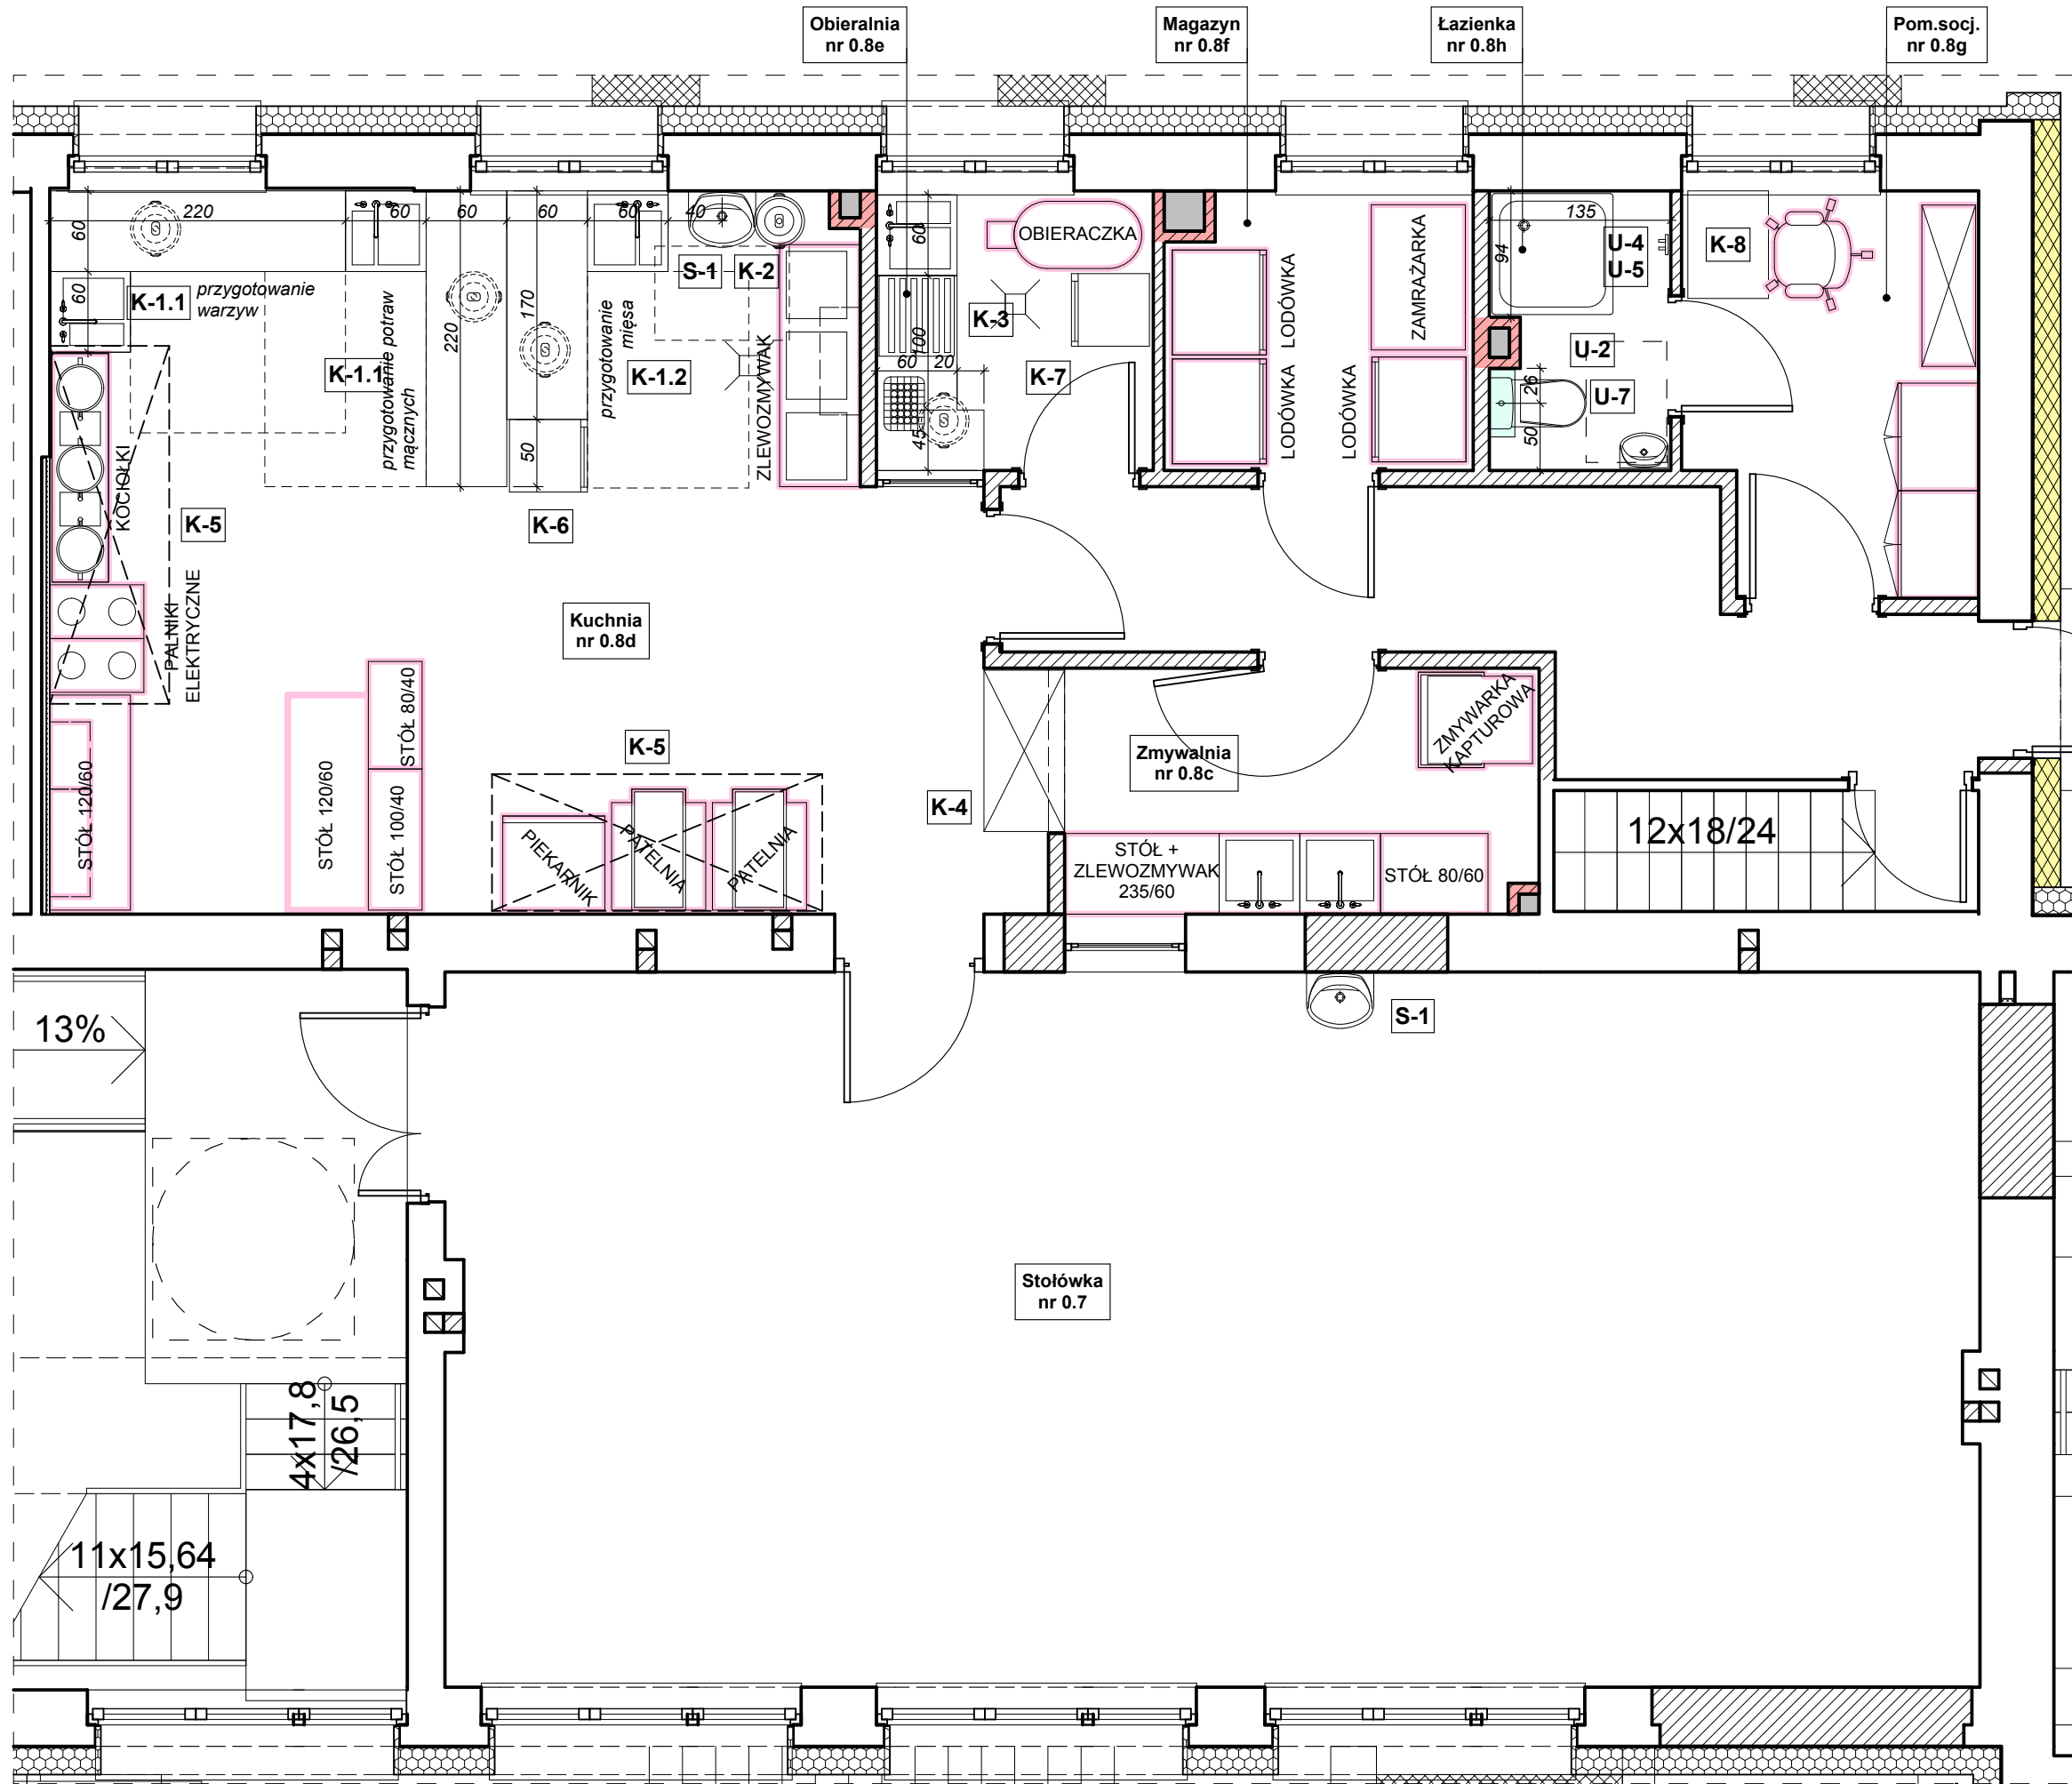 Obieralnia
nr 0.8e
Magazyn
nr 0.8f
Łazienka
nr 0.8h
Pom.socj.
nr 0.8g
220
60
60
60
60
40
60
60
K-1.1
przygotowanie
warzyw
K-1.1
przygotowanie potraw
mącznych
220
170
50
przygotowanie
mięsa
K-1.2
S-1
K-2
ZLEWOZMYWAK
60
100
60
20
45
OBIERACZKA
K-3
K-7
LODÓWKA
LODÓWKA
LODÓWKA
ZAMRAŻARKA
135
94
U-4
U-5
U-2
U-7
26
50
K-8
KOCIOŁKI
K-5
K-6
PALNIKI
ELEKTRYCZNE
Kuchnia
nr 0.8d
STÓŁ 120/60
STÓŁ 120/60
STÓŁ 80/40
STÓŁ 100/40
K-5
PIEKARNIK
PATELNIA
PATELNIA
K-4
Zmywalnia
nr 0.8c
ZMYWARKA
KAPTUROWA
STÓŁ +
ZLEWOZMYWAK
235/60
STÓŁ 80/60
12x18/24
S-1
13%
Stołówka
nr 0.7
4x17,8
/26,5
11x15,64
/27,9